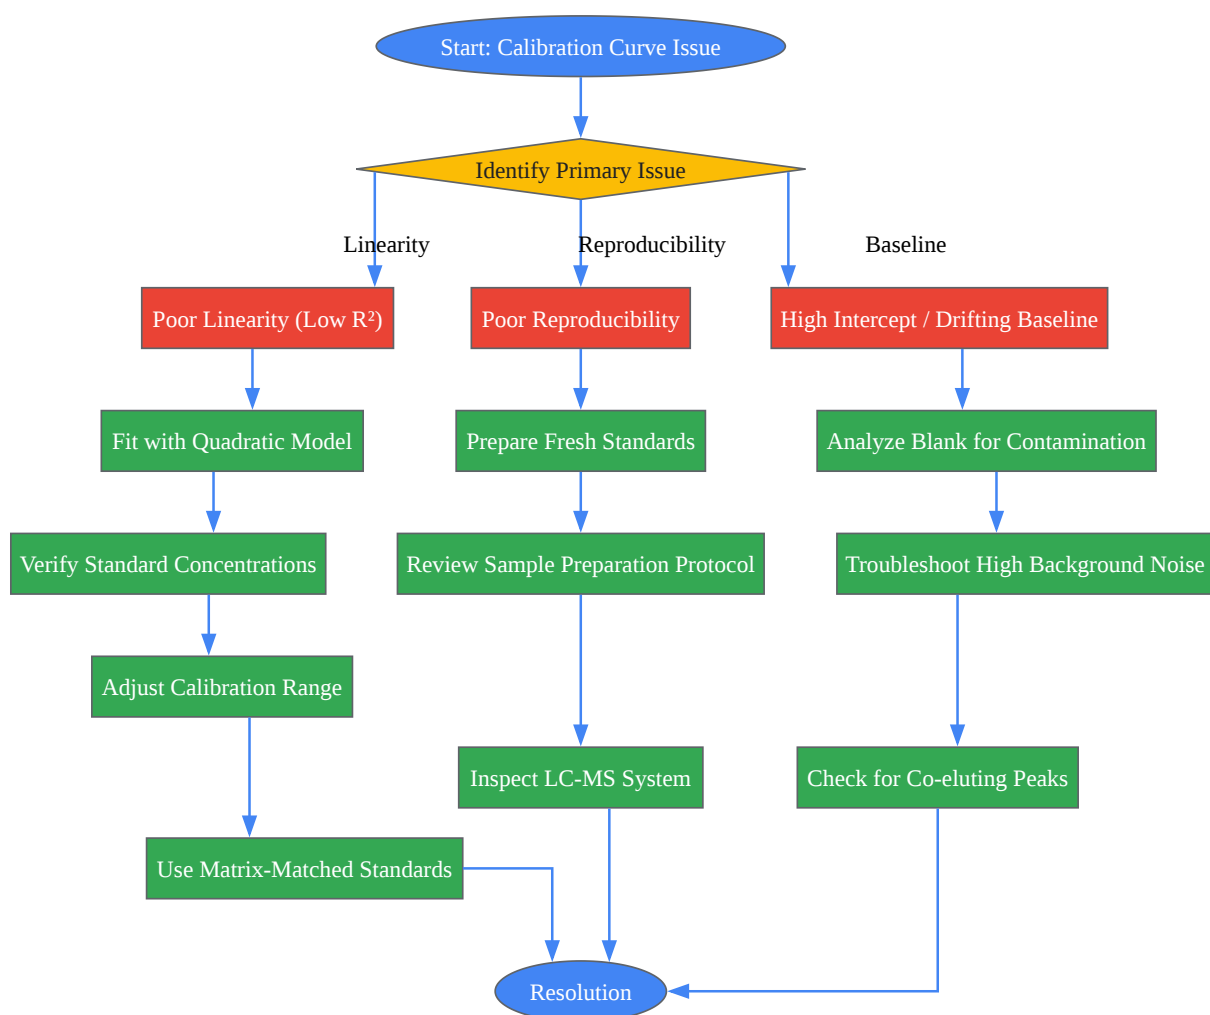 Start: Calibration Curve Issue
Identify Primary Issue
Linearity
Reproducibility
Baseline
Poor Linearity (Low R²)
Poor Reproducibility
High Intercept / Drifting Baseline
Fit with Quadratic Model
Prepare Fresh Standards
Analyze Blank for Contamination
Verify Standard Concentrations
Review Sample Preparation Protocol
Troubleshoot High Background Noise
Adjust Calibration Range
Inspect LC-MS System
Check for Co-eluting Peaks
Use Matrix-Matched Standards
Resolution